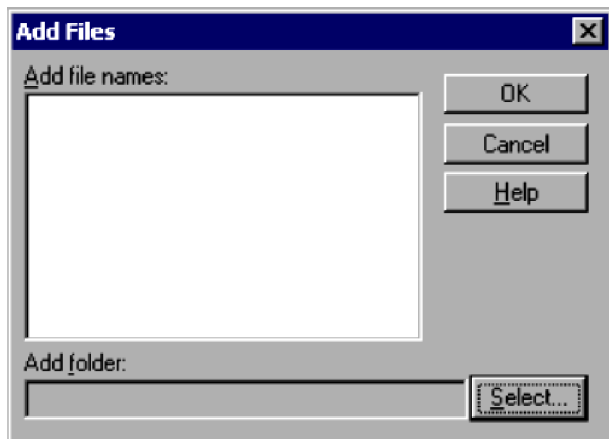 Add Files
Add file names:
OK
Cancel
Help
Add folder:
Select...